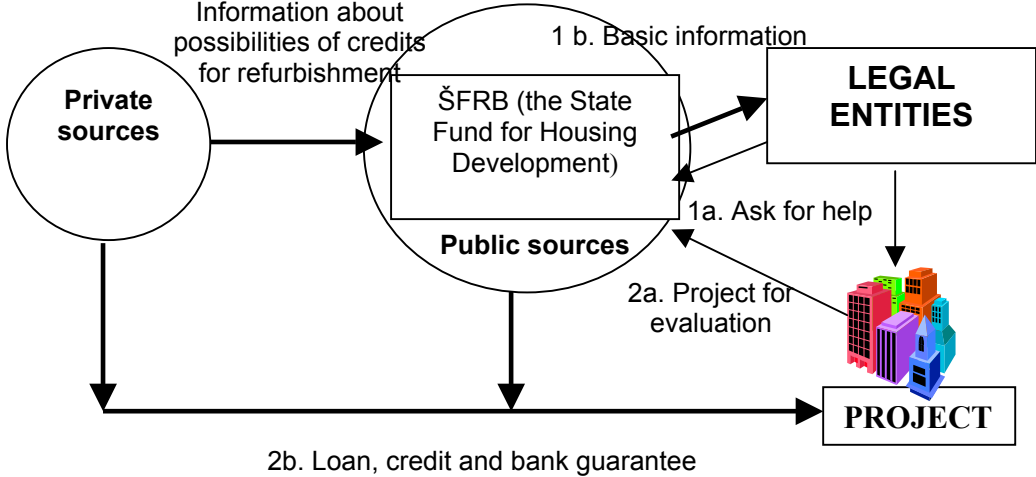 Information about
possibilities of credits
for refurbishment
Private
sources
ŠFRB (the State
Fund for Housing
Development)
Public sources
1 b. Basic information
LEGAL
ENTITIES
1a. Ask for help
2a. Project for
evaluation
PROJECT
2b. Loan, credit and bank guarantee